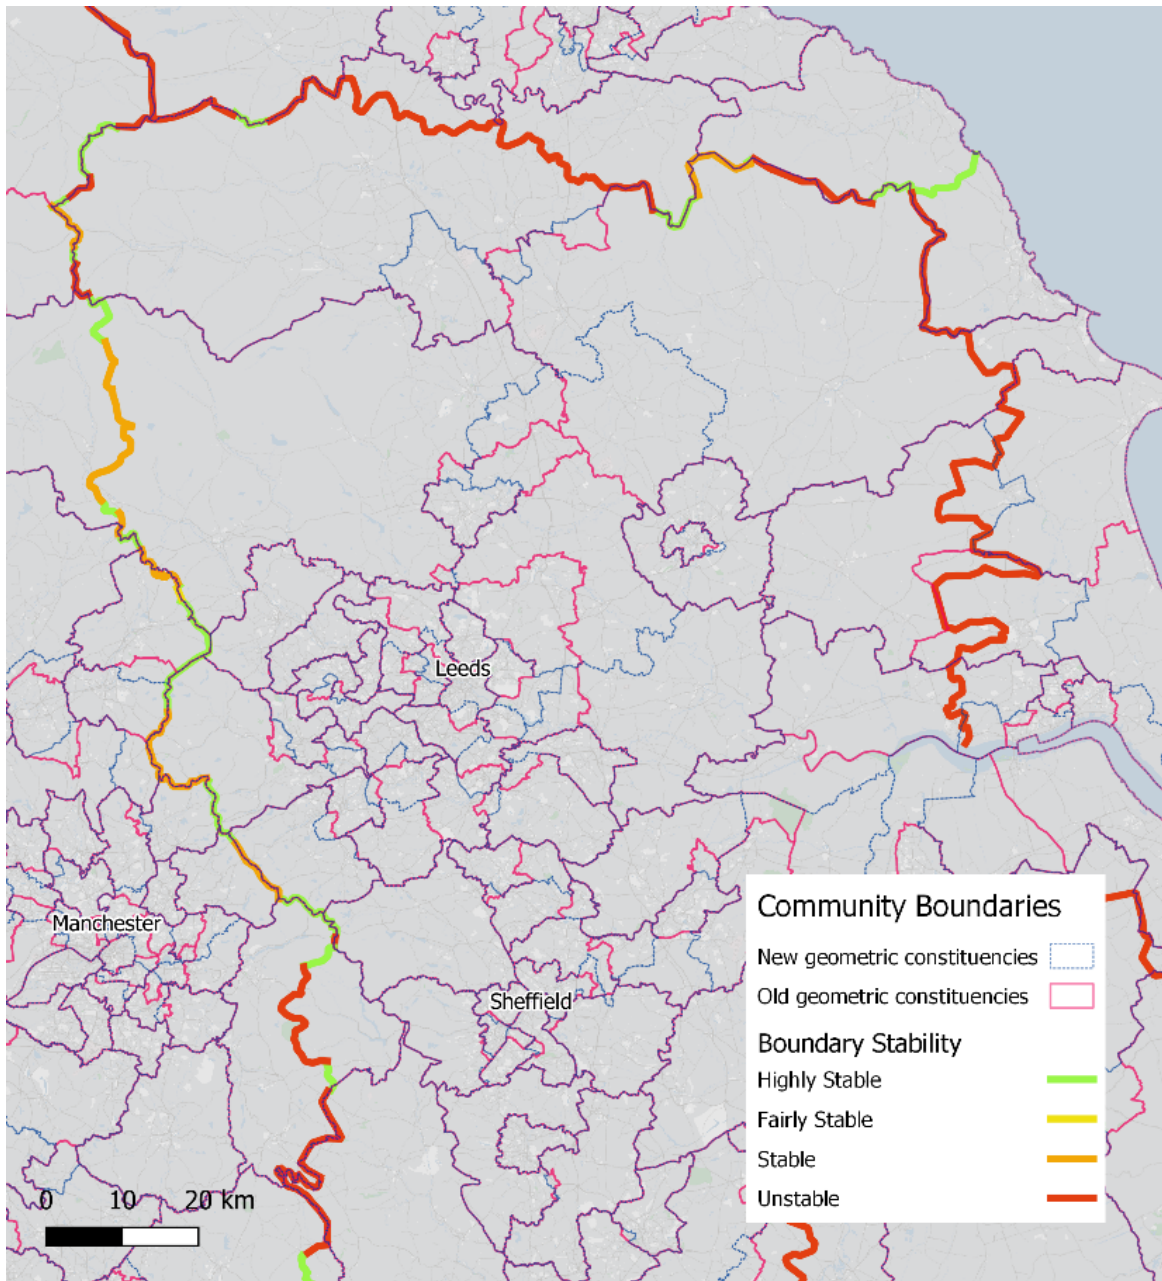 Leeds
Manchester
Sheffield
Community Boundaries
New geometric constituencies
Old geometric constituencies
Boundary Stability
Highly Stable
Fairly Stable
Stable
Unstable
0 10 20 km